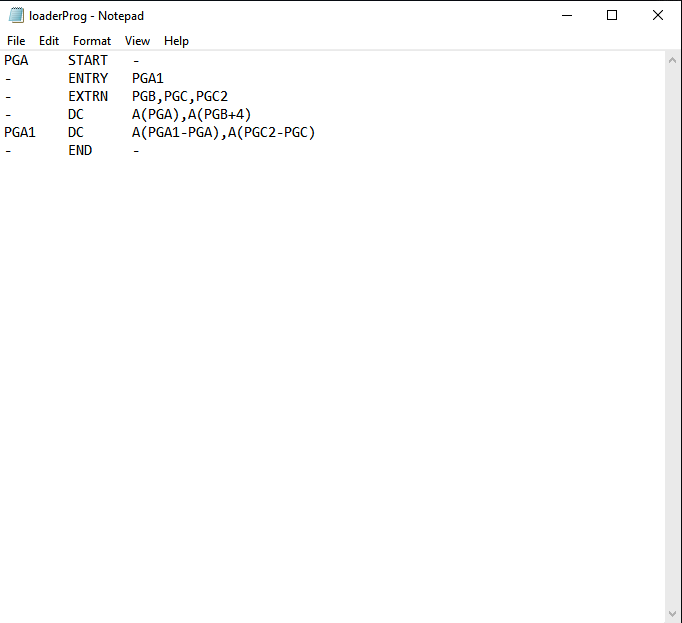 loaderProg - Notepad
File Edit Format View Help
PGA START -
- ENTRY PGA1
- EXTRN PGB,PGC,PGC2
- DC A(PGA),A(PGB+4)
PGA1 DC A(PGA1-PGA),A(PGC2-PGC)
- END -